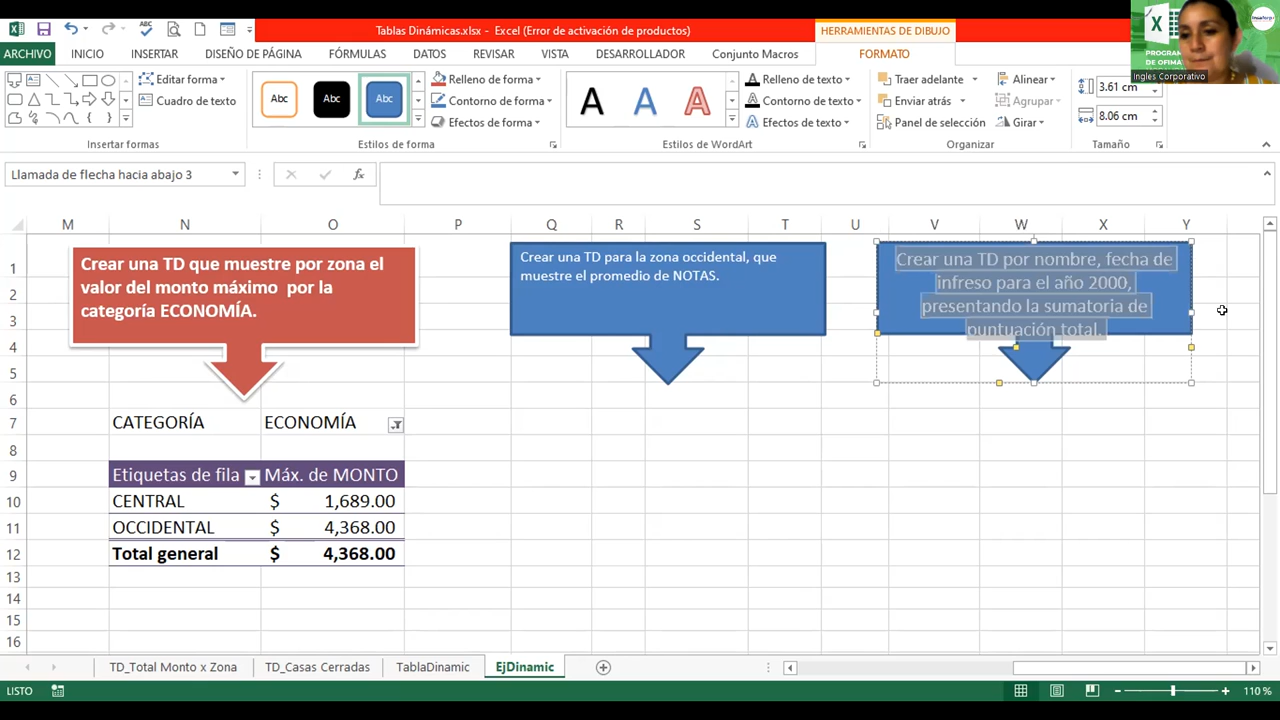 Tablas Dinámicas.xlsx - Excel (Error de activación de productos)
HERRAMIENTAS DE DIBUJO
ARCHIVO INICIO INSERTAR DISEÑO DE PÁGINA FÓRMULAS DATOS REVISAR VISTA DESARROLLADOR Conjunto Macros FORMATO
PROGRAM
DE OFIMA
Ingles Corporativo
Editar forma
Cuadro de texto
Insertar formas
Abc Abc Abc
Relleno de forma
Contorno de forma
Efectos de forma
Estilos de forma
A A A
Relleno de texto
Contorno de texto
Efectos de texto
Estilos de WordArt
Traer adelante
Enviar atrás
Panel de selección
Alinear
Agrupar
Girar
Organizar
3.61 cm
8.06 cm
Tamaño
Llamada de flecha hacia abajo 3
fx
M N O P Q R S T U V W X Y
1
2
3
4
5
6
7
8
9
10
11
12
13
14
15
16
Crear una TD que muestre por zona el
valor del monto máximo por la
categoría ECONOMÍA.
Crear una TD para la zona occidental, que
muestre el promedio de NOTAS.
Crear una TD por nombre, fecha de
infreso para el año 2000,
presentando la sumatoria de
puntuación total.
CATEGORÍA ECONOMÍA
Etiquetas de fila Máx. de MONTO
CENTRAL $ 1,689.00
OCCIDENTAL $ 4,368.00
Total general $ 4,368.00
TD_Total Monto x Zona TD_Casas Cerradas TablaDinamic EjDinamic
LISTO
110 %